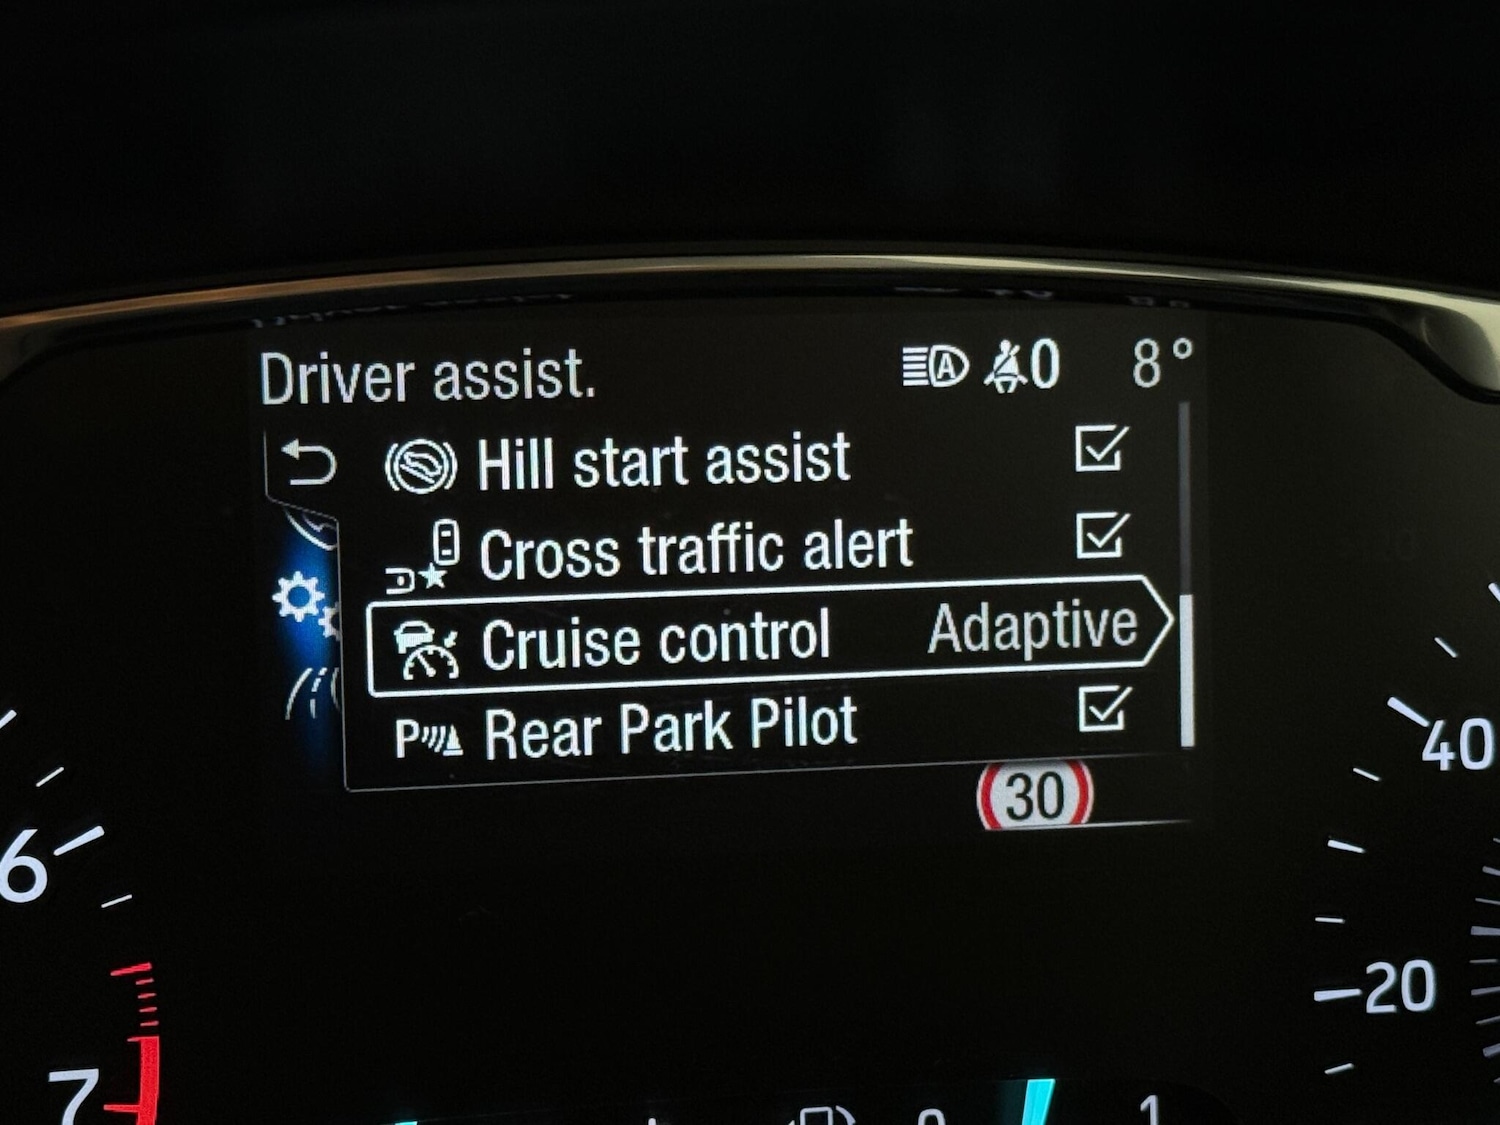 Driver assist. A 0 8°
Hill start assist
Cross traffic alert
Cruise control Adaptive
P Rear Park Pilot
30
40
6
20
7
0 1